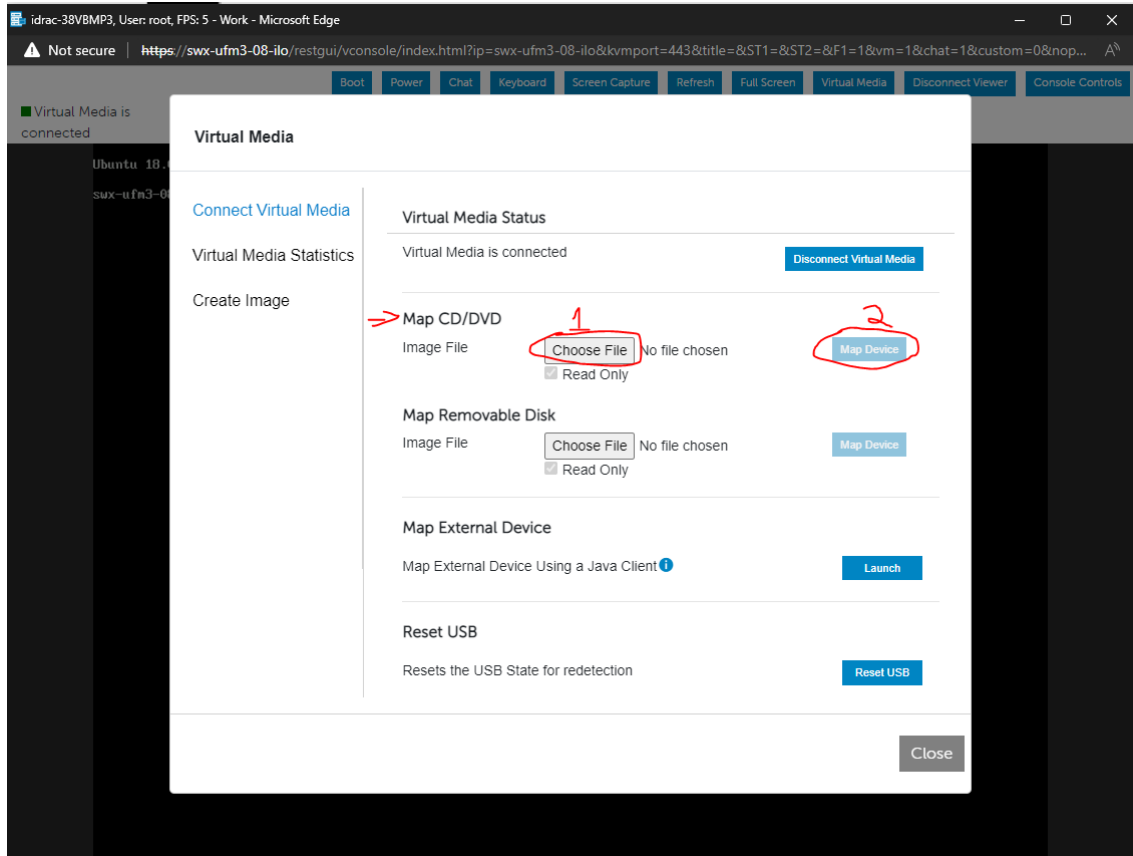 idrac-38VBMP3, User: root, FPS: 5 - Work - Microsoft Edge
Not secure | https://swx-ufm3-08-ilo/restgui/vconsole/index.html?ip=swx-ufm3-08-ilo&kvmport=443&title=&ST1=&ST2=&F1=1&vm=1&chat=1&custom=0&nop...
Boot Power Chat Keyboard Screen Capture Refresh Full Screen Virtual Media Disconnect Viewer Console Controls
Virtual Media is
connected
Virtual Media
Ubuntu 18.
swx-ufm3-08
Connect Virtual Media
Virtual Media Statistics
Create Image
Virtual Media Status
Virtual Media is connected Disconnect Virtual Media
Map CD/DVD 1 2
Image File Choose File No file chosen Map Device
Read Only
Map Removable Disk
Image File Choose File No file chosen Map Device
Read Only
Map External Device
Map External Device Using a Java Client Launch
Reset USB
Resets the USB State for redetection Reset USB
Close